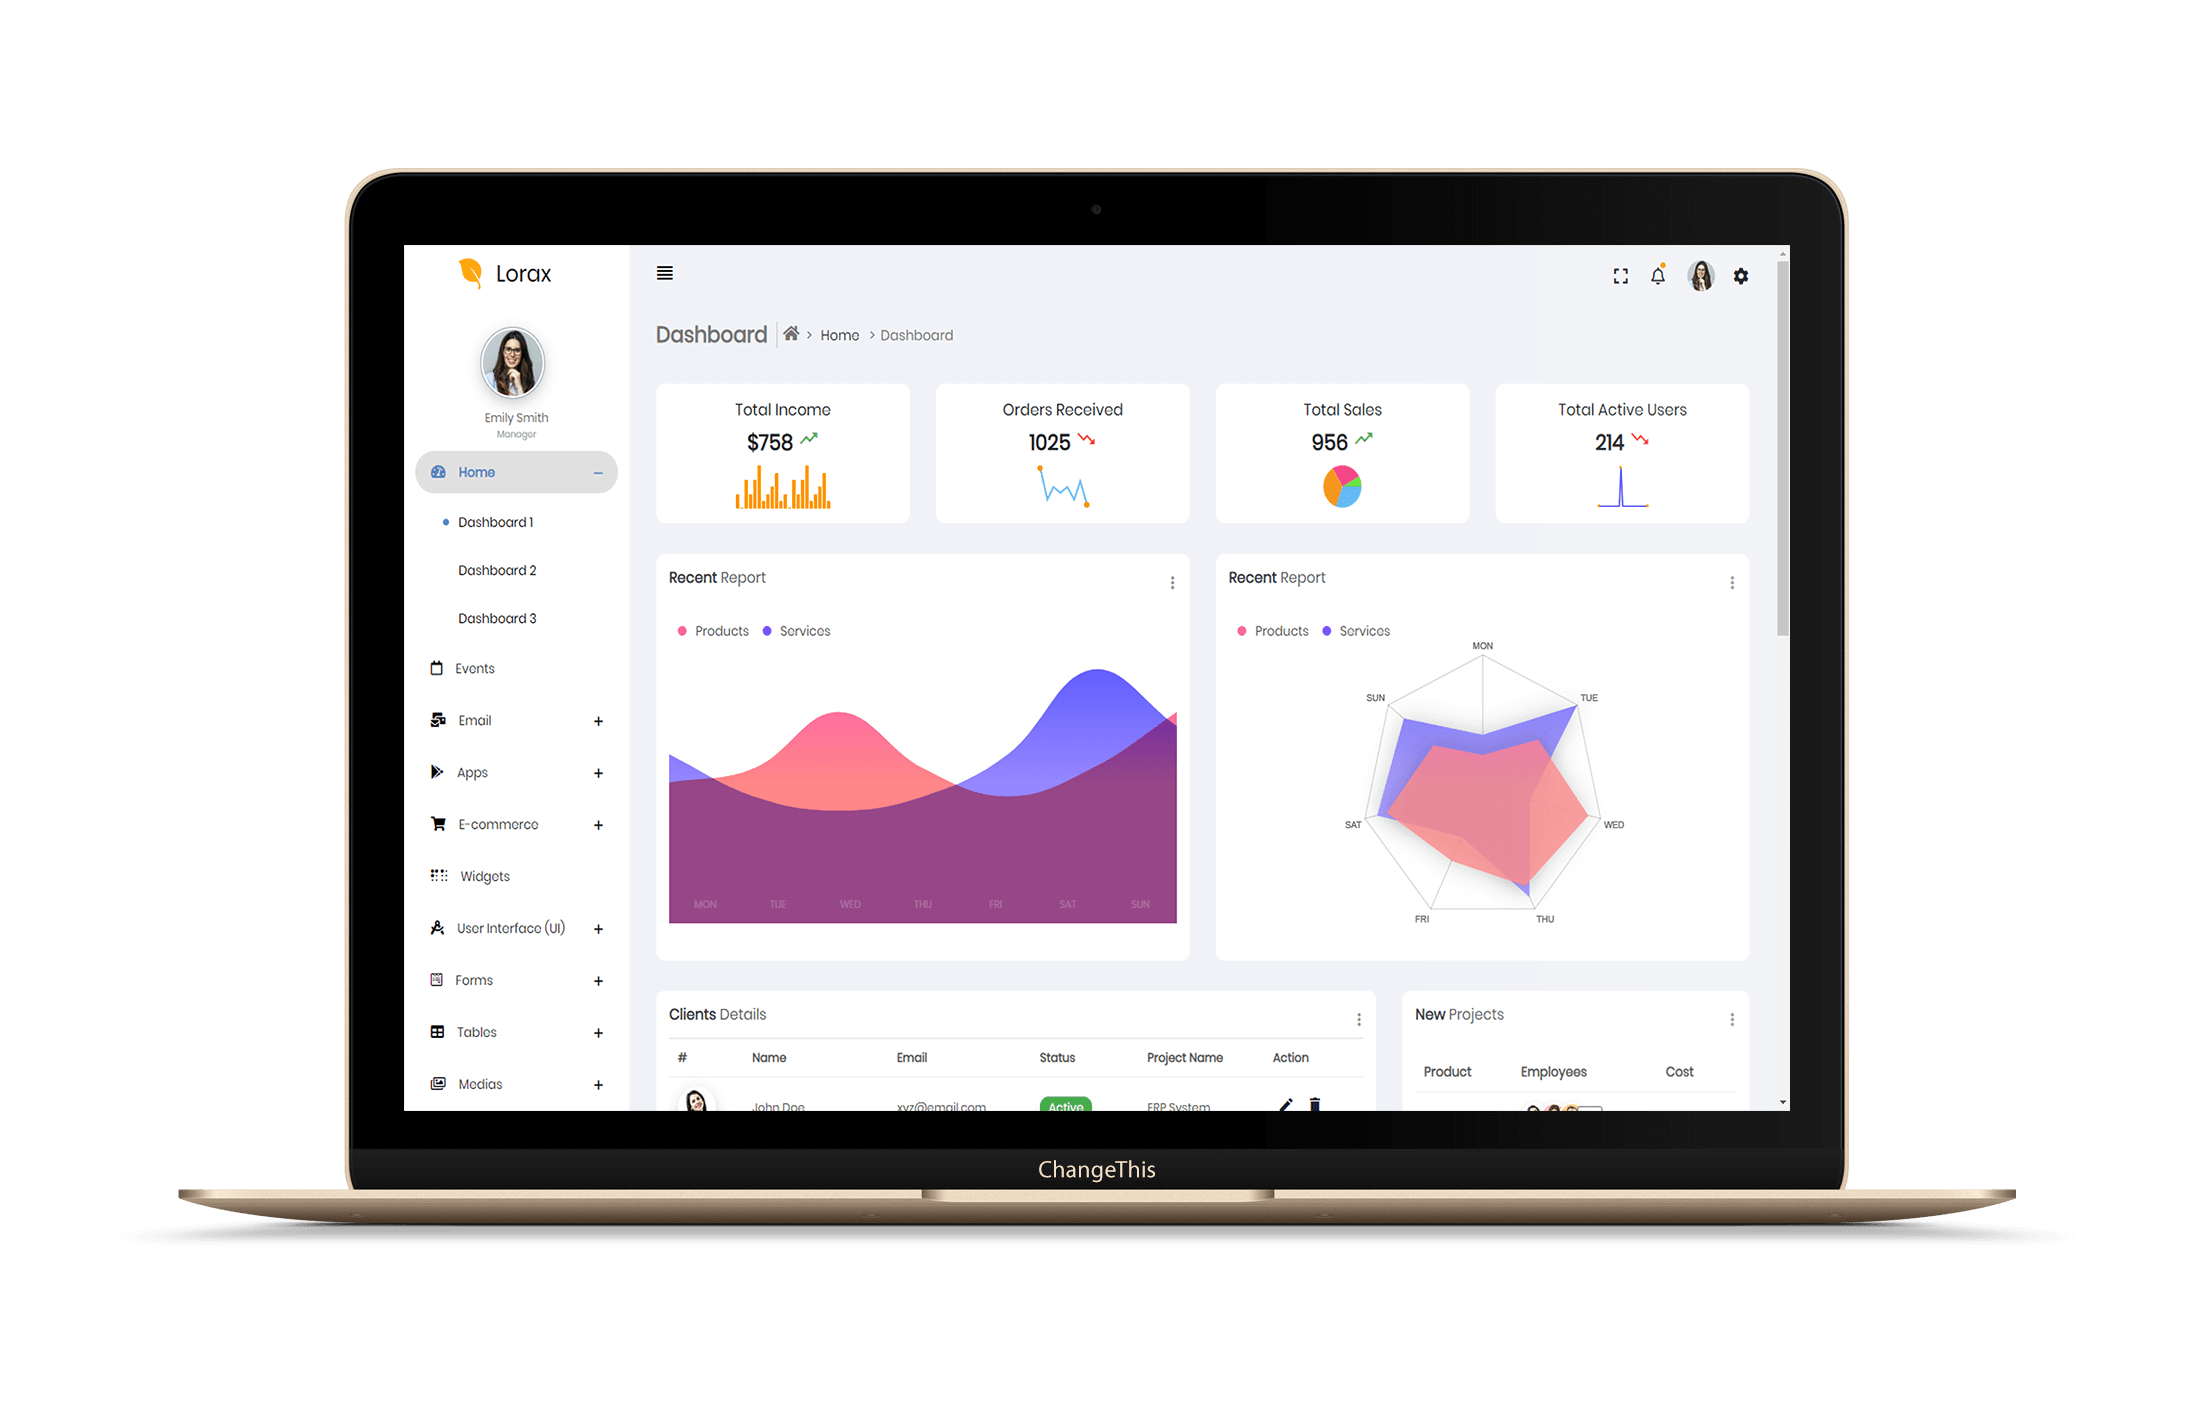 Lorax
Emily Smith
Manager
Home
Dashboard 1
Dashboard 2
Dashboard 3
Events
Email
Apps
E-commerce
Widgets
User Interface (UI)
Forms
Tables
Medias
Dashboard > Home > Dashboard
Total Income
$758
Orders Received
1025
Total Sales
956
Total Active Users
214
Recent Report
Products Services
MON TUE WED THU FRI SAT SUN
Recent Report
Products Services
MON
TUE
WED
THU
FRI
SAT
SUN
Clients Details
# Name Email Status Project Name Action
John Doe xyz@email.com Active ERP System
New Projects
Product Employees Cost
ChangeThis